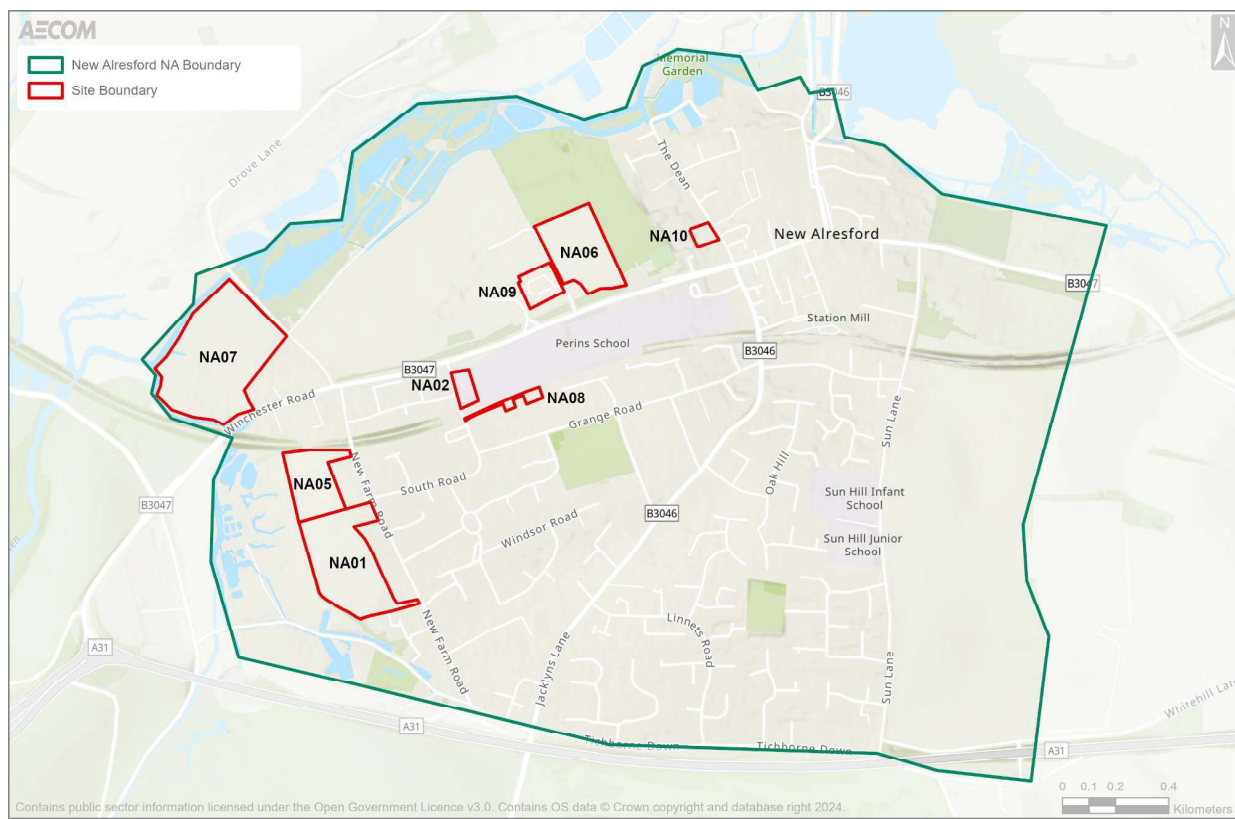 AECOM
New Alresford NA Boundary
Site Boundary
N
Memorial
Garden
B3046
Drove Lane
The Dean
NA10
New Alresford
NA06
NA09
B3047
Station Mill
Perins School
B3046
NA07
B3047
NA02
NA08
Winchester Road
Grange Road
Sun Lane
NA05
New Farm Road
South Road
Oak Hill
Sun Hill Infant
School
B3047
Windsor Road
B3046
Sun Hill Junior
School
NA01
New Farm Road
Linnets
Road
Jack'yns Lane
Sun Lane
A31
Whitehill Lan
A31
Tichborne Down
Tichborne Down
A31
0 0.1 0.2 0.4
Kilometers
Contains public sector information licensed under the Open Government Licence v3.0. Contains OS data © Crown copyright and database right 2024.